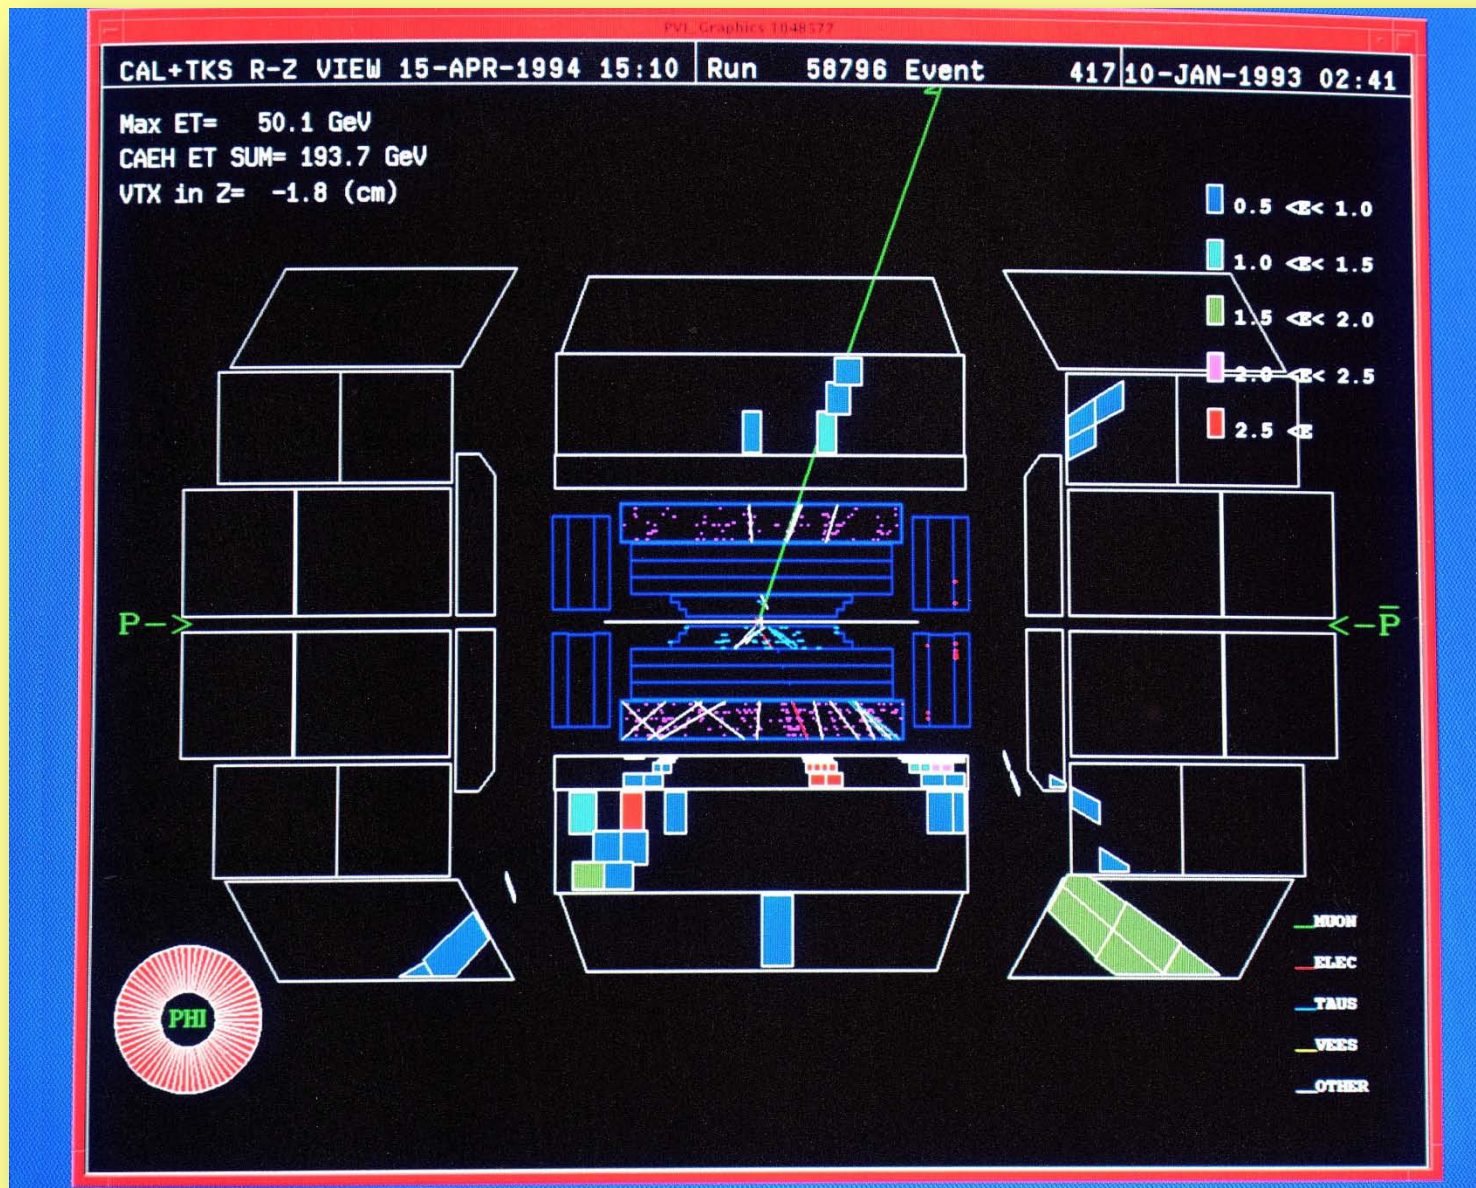 PVI Graphics 1048577
CAL+TKS R-Z VIEW 15-APR-1994 15:10 Run 58796 Event 417 10-JAN-1993 02:41
Max ET= 50.1 GeV
CAEH ET SUM= 193.7 GeV
VTX in Z= -1.8 (cm)
0.5 <E< 1.0
1.0 <E< 1.5
1.5 <E< 2.0
2.0 <E< 2.5
2.5 <E
P-> <-P̅
MUON
ELEC
TAUS
VEES
OTHER
PHI